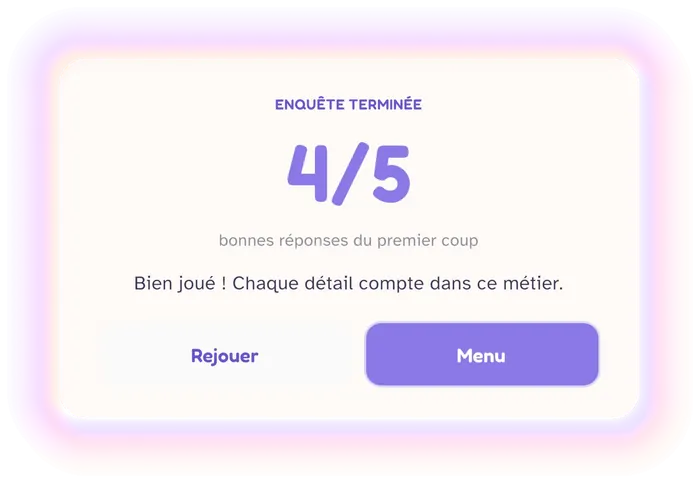 ENQUÊTE TERMINÉE
4/5
bonnes réponses du premier coup
Bien joué ! Chaque détail compte dans ce métier.
Rejouer Menu